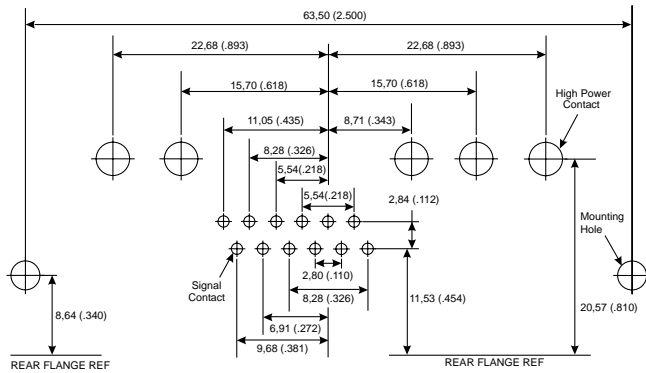 63,50 (2.500)
22,68 (.893)
22,68 (.893)
15,70 (.618)
15,70 (.618)
High Power
Contact
11,05 (.435)
8,71 (.343)
8,28 (.326)
5,54(.218)
5,54(.218)
2,84 (.112)
Mounting
Hole
Signal
Contact
2,80 (.110)
8,28 (.326)
11,53 (.454)
20,57 (.810)
8,64 (.340)
6,91 (.272)
9,68 (.381)
REAR FLANGE REF
REAR FLANGE REF